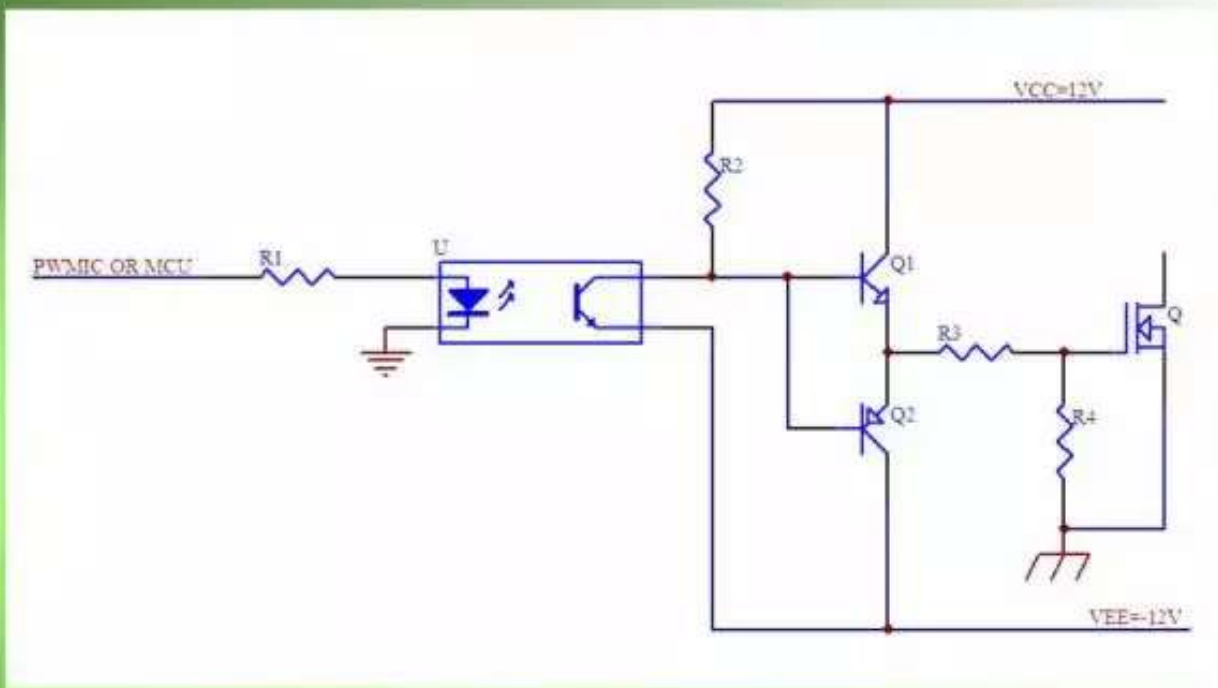 VCC=12V
R2
U
PWMIC OR MCU
R1
Q1
Q
R3
Q2
R4
VEE=-12V